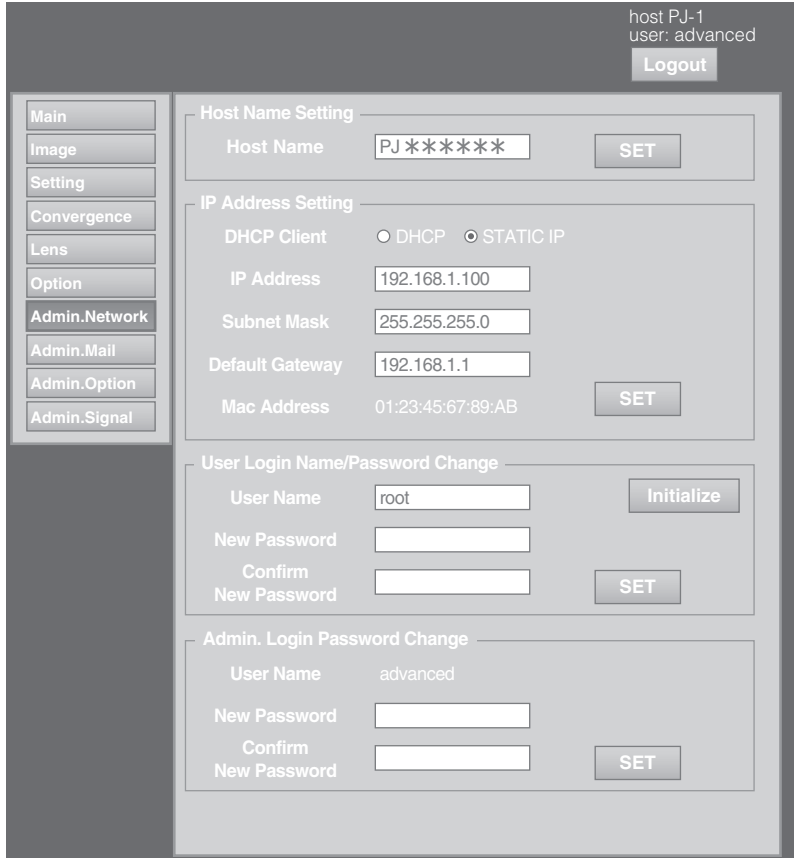 host PJ-1
user: advanced
Logout
Main
Image
Setting
Convergence
Lens
Option
Admin.Network
Admin.Mail
Admin.Option
Admin.Signal
Host Name Setting
Host Name PJ ****** SET
IP Address Setting
DHCP Client DHCP STATIC IP
IP Address 192.168.1.100
Subnet Mask 255.255.255.0
Default Gateway 192.168.1.1
Mac Address 01:23:45:67:89:AB SET
User Login Name/Password Change
User Name root Initialize
New Password
Confirm
New Password SET
Admin. Login Password Change
User Name advanced
New Password
Confirm
New Password SET